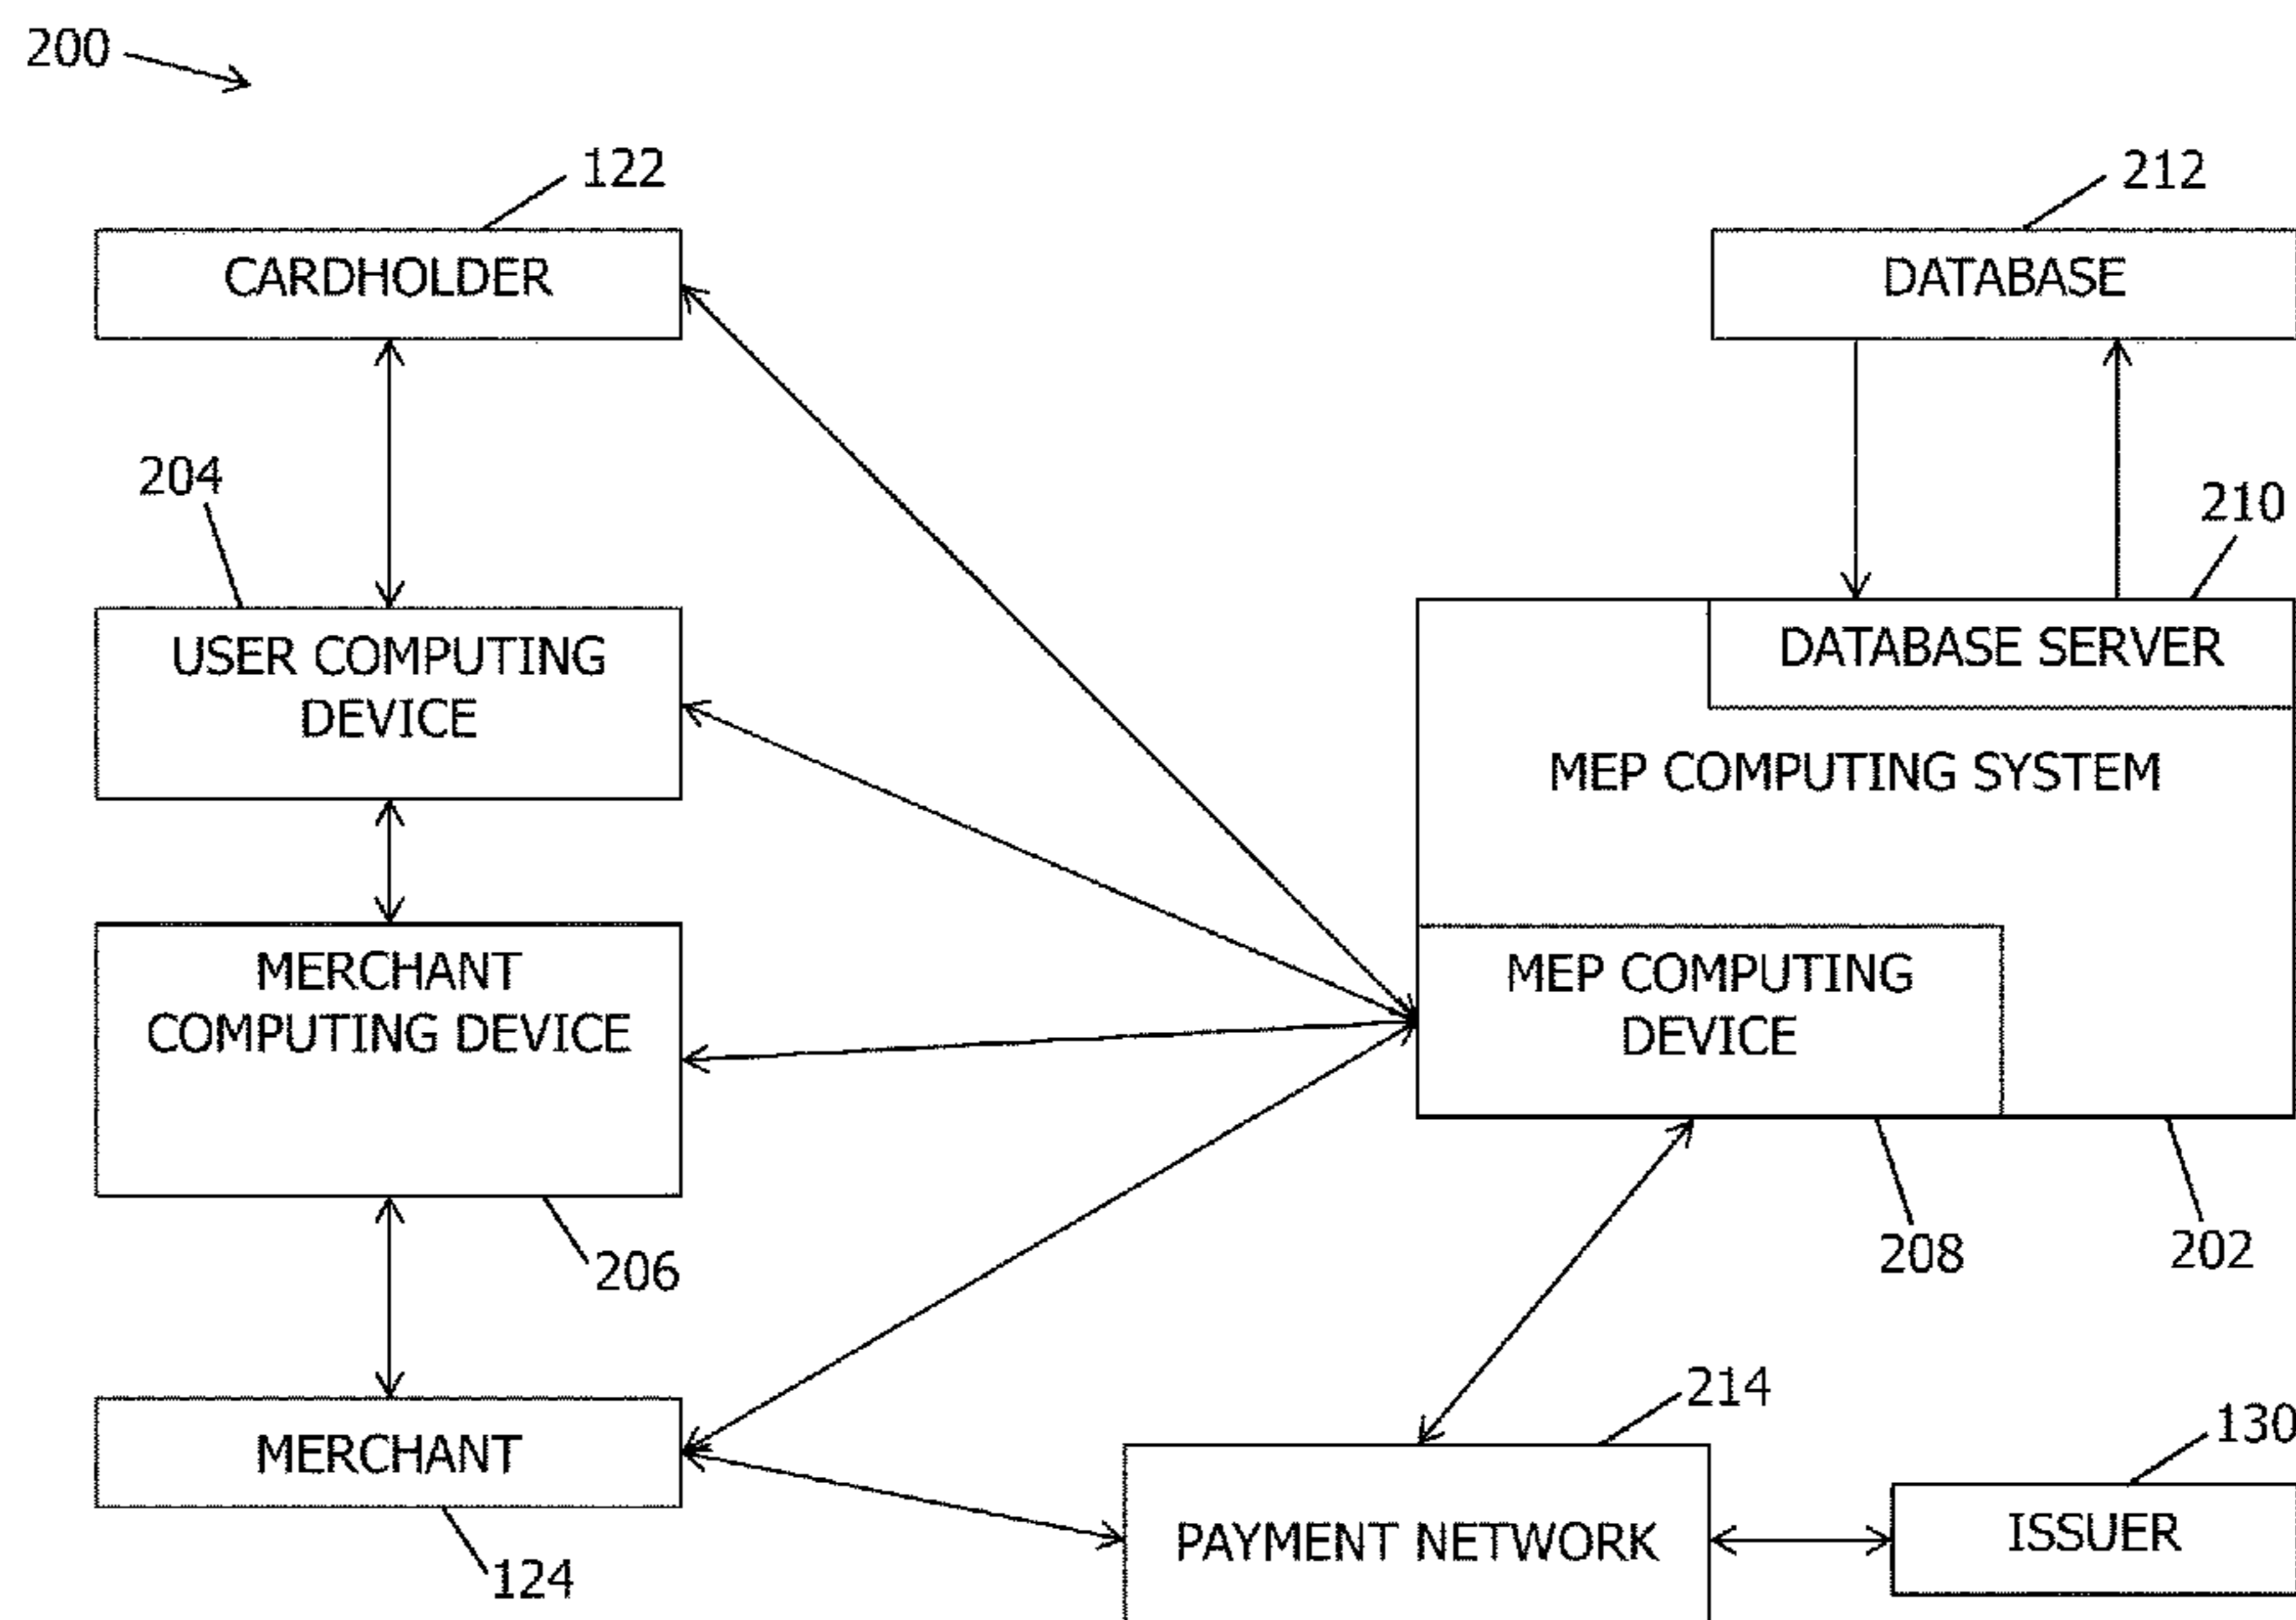 200
122
CARDHOLDER
212
DATABASE
204
USER COMPUTING
DEVICE
210
DATABASE SERVER
MEP COMPUTING SYSTEM
MERCHANT
COMPUTING DEVICE
206
MEP COMPUTING
DEVICE
208
202
MERCHANT
124
214
PAYMENT NETWORK
130
ISSUER